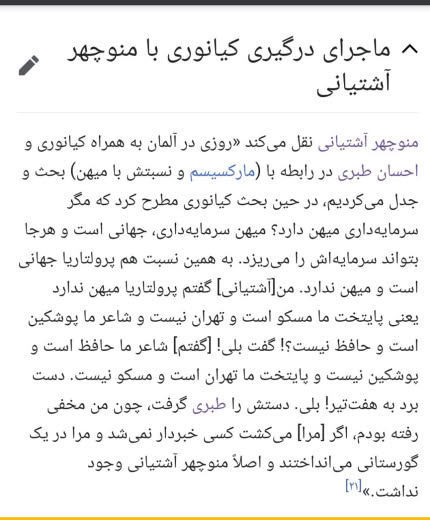 ماجرای درگیری کیانوری با منوچهر
آشتیانی
منوچهر آشتیانی نقل می‌کند «روزی در آلمان به همراه کیانوری و
احسان طبری در رابطه با (مارکسیسم و نسبتش با میهن) بحث و
جدل می‌کردیم، در حین بحث کیانوری مطرح کرد که مگر
سرمایه‌داری میهن دارد؟ میهن سرمایه‌داری، جهانی است و هرجا
بتواند سرمایه‌اش را می‌ریزد. به همین نسبت هم پرولتاریا جهانی
است و میهن ندارد. من[آشتیانی] گفتم پرولتاریا میهن ندارد
یعنی پایتخت ما مسکو است و تهران نیست و شاعر ما پوشکین
است و حافظ نیست؟! گفت بلی! [گفتم] شاعر ما حافظ است و
پوشکین نیست و پایتخت ما تهران است و مسکو نیست. دست
برد به هفت‌تیر! بلی. دستش را طبری گرفت، چون من مخفی
رفته بودم، اگر [مرا] می‌کشت کسی خبردار نمی‌شد و مرا در یک
گورستانی می‌انداختند و اصلاً منوچهر آشتیانی وجود
نداشت.»[۲۱]